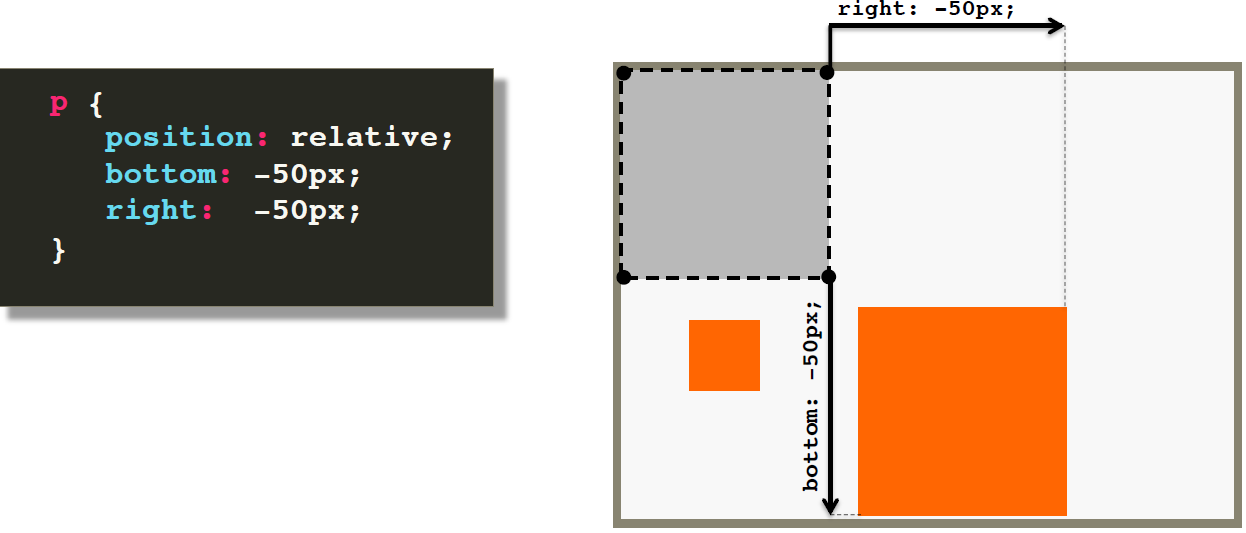 right: -50px;
p {
position: relative;
bottom: -50px;
right:  -50px;
}
bottom: -50px;